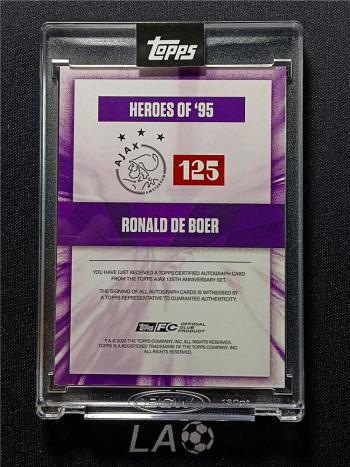 topps
HEROES OF '95
AJAX
AMSTERDAM
125
RONALD DE BOER
YOU HAVE JUST RECEIVED A TOPPS CERTIFIED AUTOGRAPH CARD
FROM THE TOPPS AJAX 125TH ANNIVERSARY SET.
THE SIGNING OF ALL AUTOGRAPH CARDS IS WITNESSED BY
A TOPPS REPRESENTATIVE TO GUARANTEE AUTHENTICITY.
topps FC OFFICIAL
CLUB
PRODUCT
® & © 2025 THE TOPPS COMPANY, INC. ALL RIGHTS RESERVED.
TOPPS IS A REGISTERED TRADEMARK OF THE TOPPS COMPANY, INC.
ALL RIGHTS RESERVED.
LA